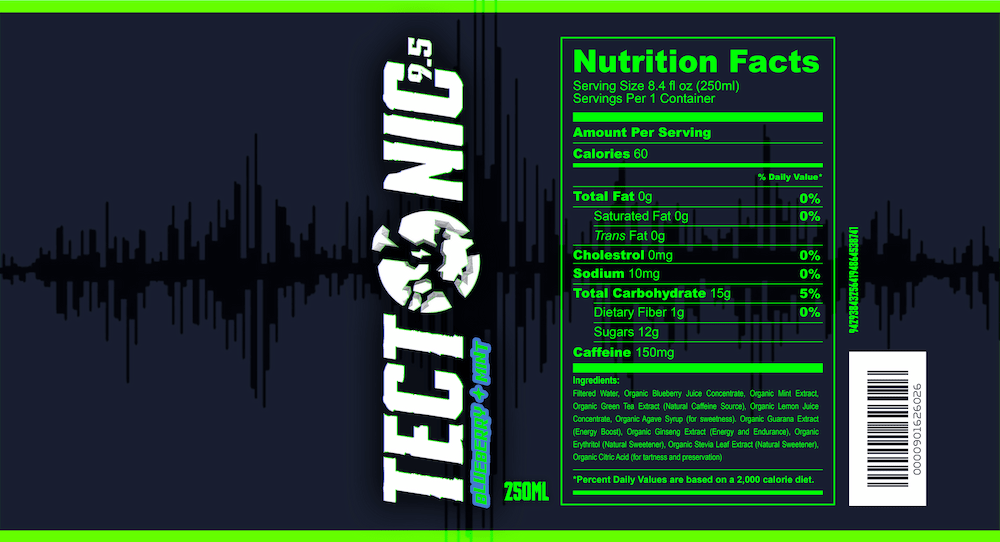 TECTONIC
9.5
BLUEBERRY + MINT
250ML
Nutrition Facts
Serving Size 8.4 fl oz (250ml)
Servings Per 1 Container
Amount Per Serving
Calories 60
% Daily Value*
Total Fat 0g 0%
Saturated Fat 0g 0%
Trans Fat 0g
Cholestrol 0mg 0%
Sodium 10mg 0%
Total Carbohydrate 15g 5%
Dietary Fiber 1g 0%
Sugars 12g
Caffeine 150mg
Ingredients:
Filtered Water, Organic Blueberry Juice Concentrate, Organic Mint Extract,
Organic Green Tea Extract (Natural Caffeine Source), Organic Lemon Juice
Concentrate, Organic Agave Syrup (for sweetness). Organic Guarana Extract
(Energy Boost), Organic Ginseng Extract (Energy and Endurance), Organic
Erythritol (Natural Sweetener), Organic Stevia Leaf Extract (Natural Sweetener),
Organic Citric Acid (for tartness and preservation)
*Percent Daily Values are based on a 2,000 calorie diet.
0000901626026